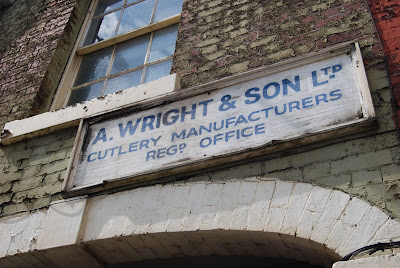 A. WRIGHT & SON LTD
CUTLERY MANUFACTURERS
REGD OFFICE